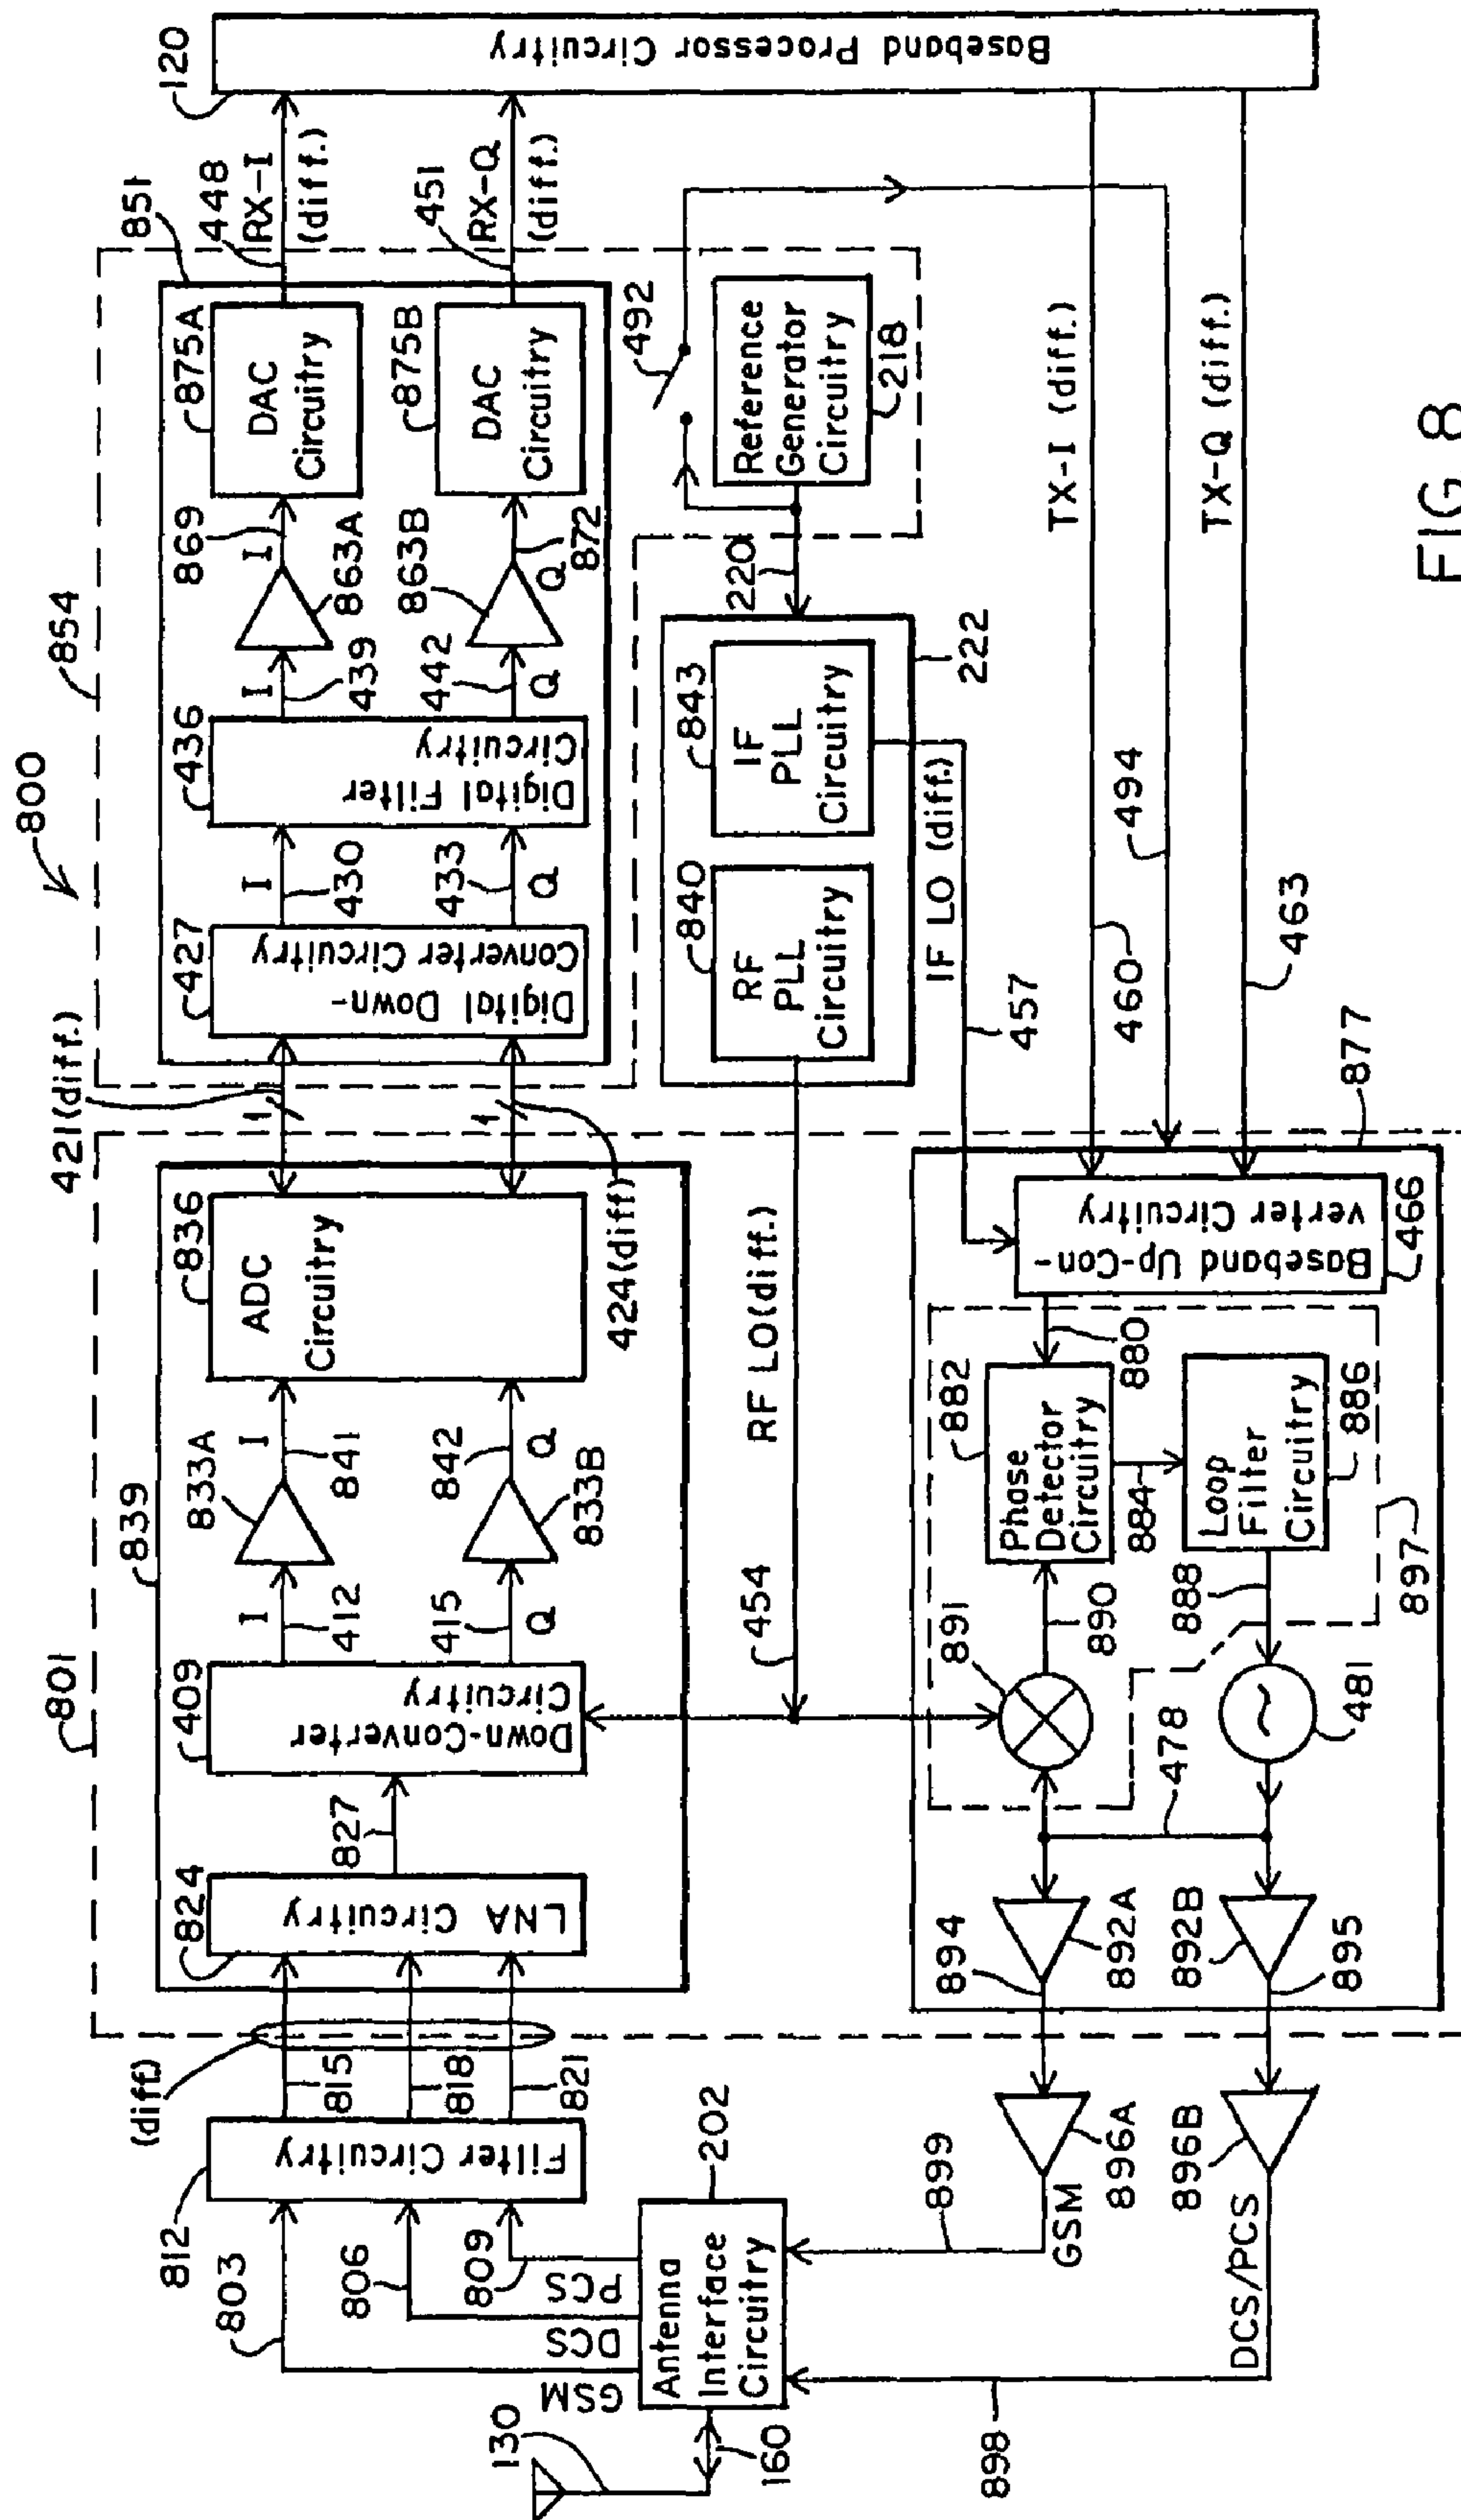 800
801
839
421(diff.)
854
851
120
812
803
(diff)
824
409
833A
836
427
436
869
875A
448
GSM
DCS
PCS
806
809
Filter Circuitry
815
818
821
LNA Circuitry
827
Down-Converter
Circuitry
I
412
415
Q
I
841
842
Q
833B
ADC
Circuitry
424(diff)
Digital Down-
Converter Circuitry
I
430
433
Q
Digital Filter
Circuitry
I
439
442
Q
I
863A
863B
Q
872
DAC
Circuitry
875B
DAC
Circuitry
RX-I
(diff.)
451
RX-Q
(diff.)
Baseband Processor Circuitry
130
160
Antenna
Interface
Circuitry
202
454
RF LO(diff.)
840
RF
PLL
Circuitry
843
IF
PLL
Circuitry
220
222
492
Reference
Generator
Circuitry
218
IF LO (diff.)
457
899
GSM
896A
894
892A
891
890
882
Phase
Detector
Circuitry
880
884
Baseband Up-Con-
verter Circuitry
466
877
460
494
463
TX-I (diff.)
TX-Q (diff.)
898
DCS/PCS
896B
892B
895
478
481
888
Loop
Filter
Circuitry
886
897
FIG. 8